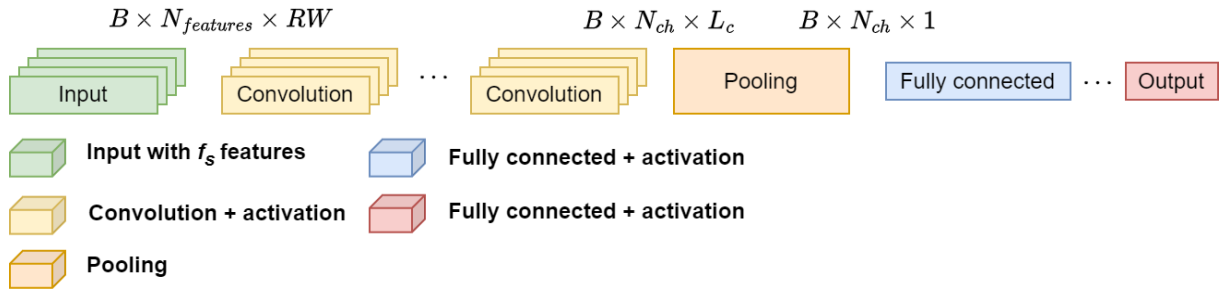 B × N_features × RW
B × N_ch × L_c
B × N_ch × 1
Input
Convolution
...
Convolution
Pooling
Fully connected
...
Output
Input with f_s features
Fully connected + activation
Convolution + activation
Fully connected + activation
Pooling